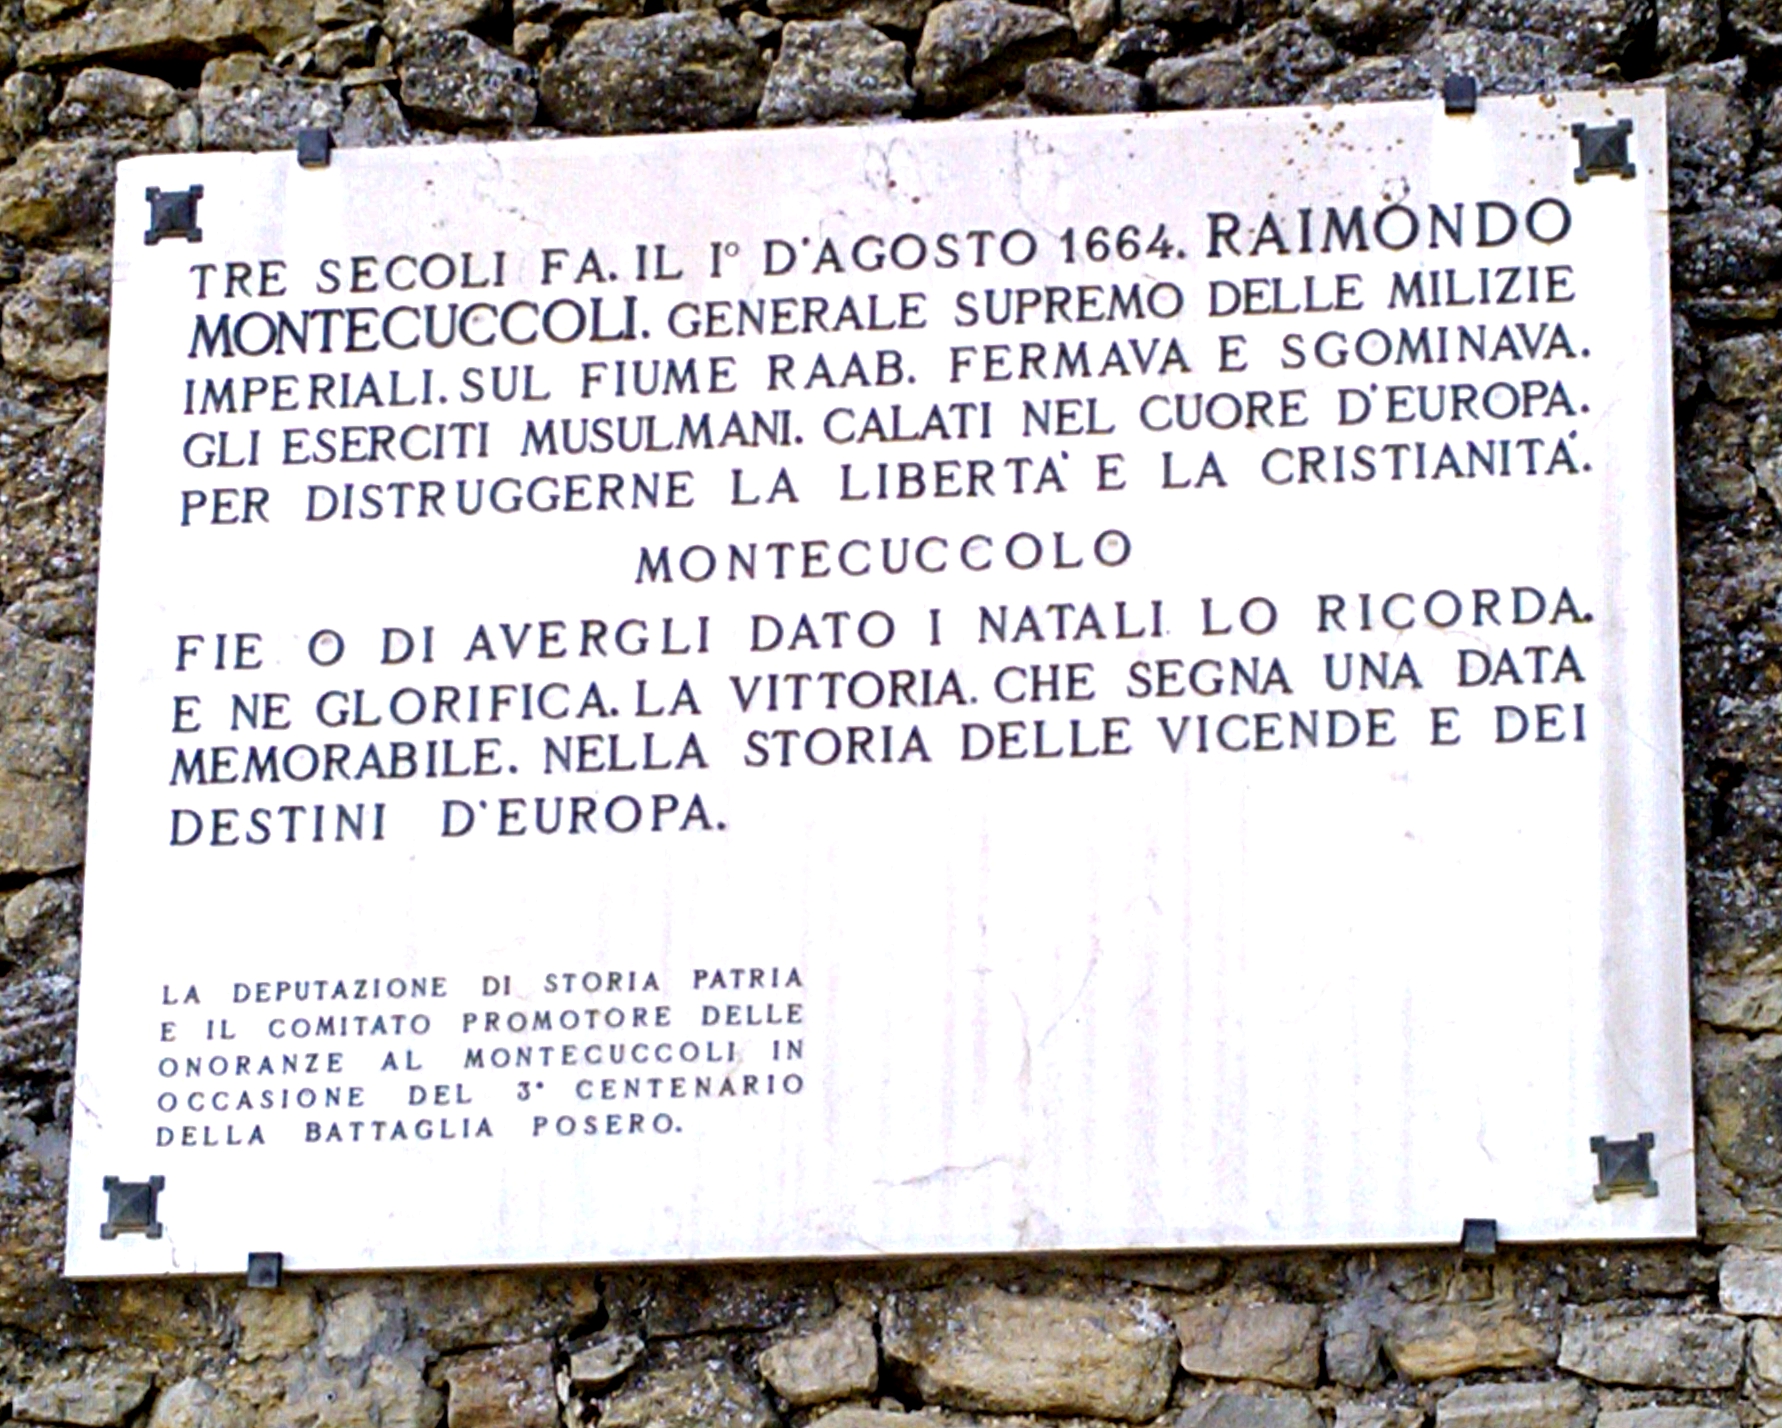 TRE SECOLI FA. IL I° D'AGOSTO 1664. RAIMONDO
MONTECUCCOLI. GENERALE SUPREMO DELLE MILIZIE
IMPERIALI. SUL FIUME RAAB. FERMAVA E SGOMINAVA.
GLI ESERCITI MUSULMANI. CALATI NEL CUORE D'EUROPA.
PER DISTRUGGERNE LA LIBERTA' E LA CRISTIANITA'.
MONTECUCCOLO
FIE O DI AVERGLI DATO I NATALI LO RICORDA.
E NE GLORIFICA. LA VITTORIA. CHE SEGNA UNA DATA
MEMORABILE. NELLA STORIA DELLE VICENDE E DEI
DESTINI D'EUROPA.
LA DEPUTAZIONE DI STORIA PATRIA
E IL COMITATO PROMOTORE DELLE
ONORANZE AL MONTECUCCOLI IN
OCCASIONE DEL 3° CENTENARIO
DELLA BATTAGLIA POSERO.